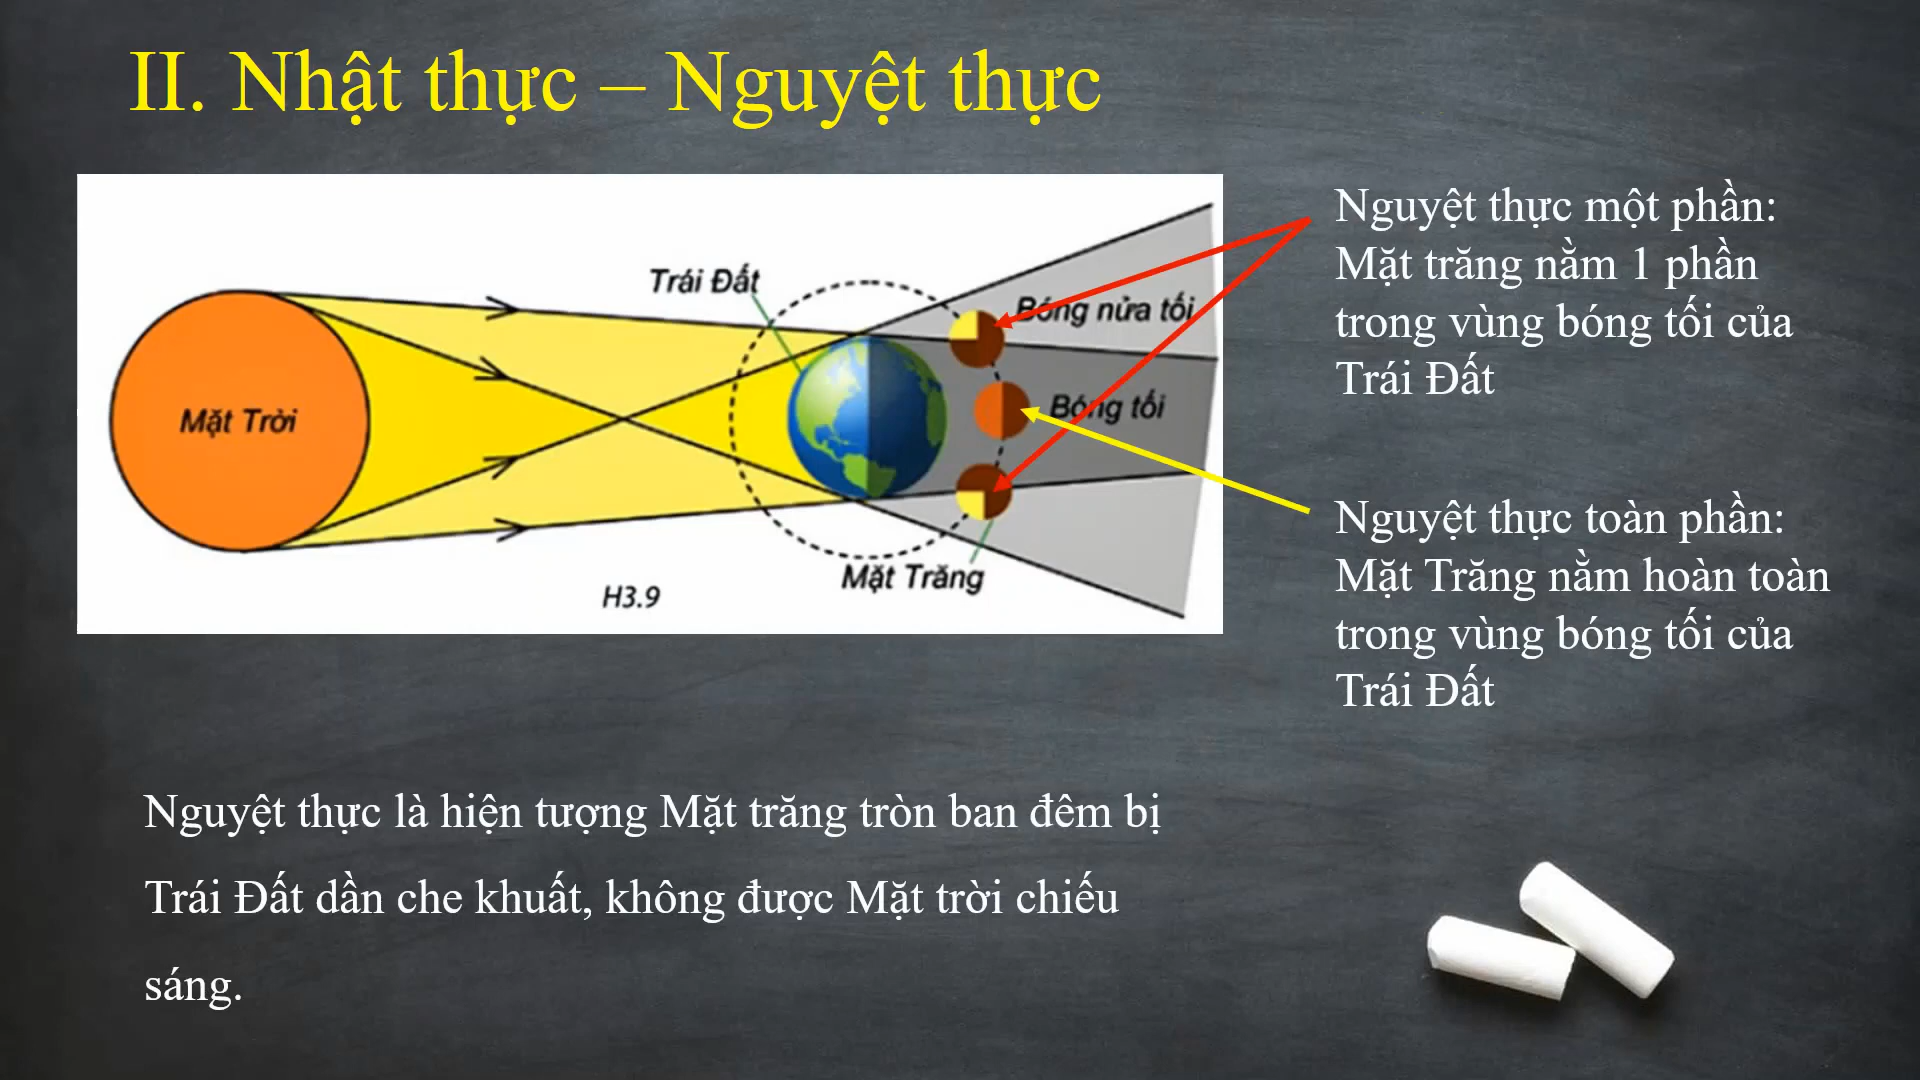 II. Nhật thực – Nguyệt thực
Trái Đất
Bóng nửa tối
Mặt Trời
Bóng tối
Mặt Trăng
H3.9
Nguyệt thực một phần:
Mặt trăng nằm 1 phần
trong vùng bóng tối của
Trái Đất
Nguyệt thực toàn phần:
Mặt Trăng nằm hoàn toàn
trong vùng bóng tối của
Trái Đất
Nguyệt thực là hiện tượng Mặt trăng tròn ban đêm bị
Trái Đất dần che khuất, không được Mặt trời chiếu
sáng.